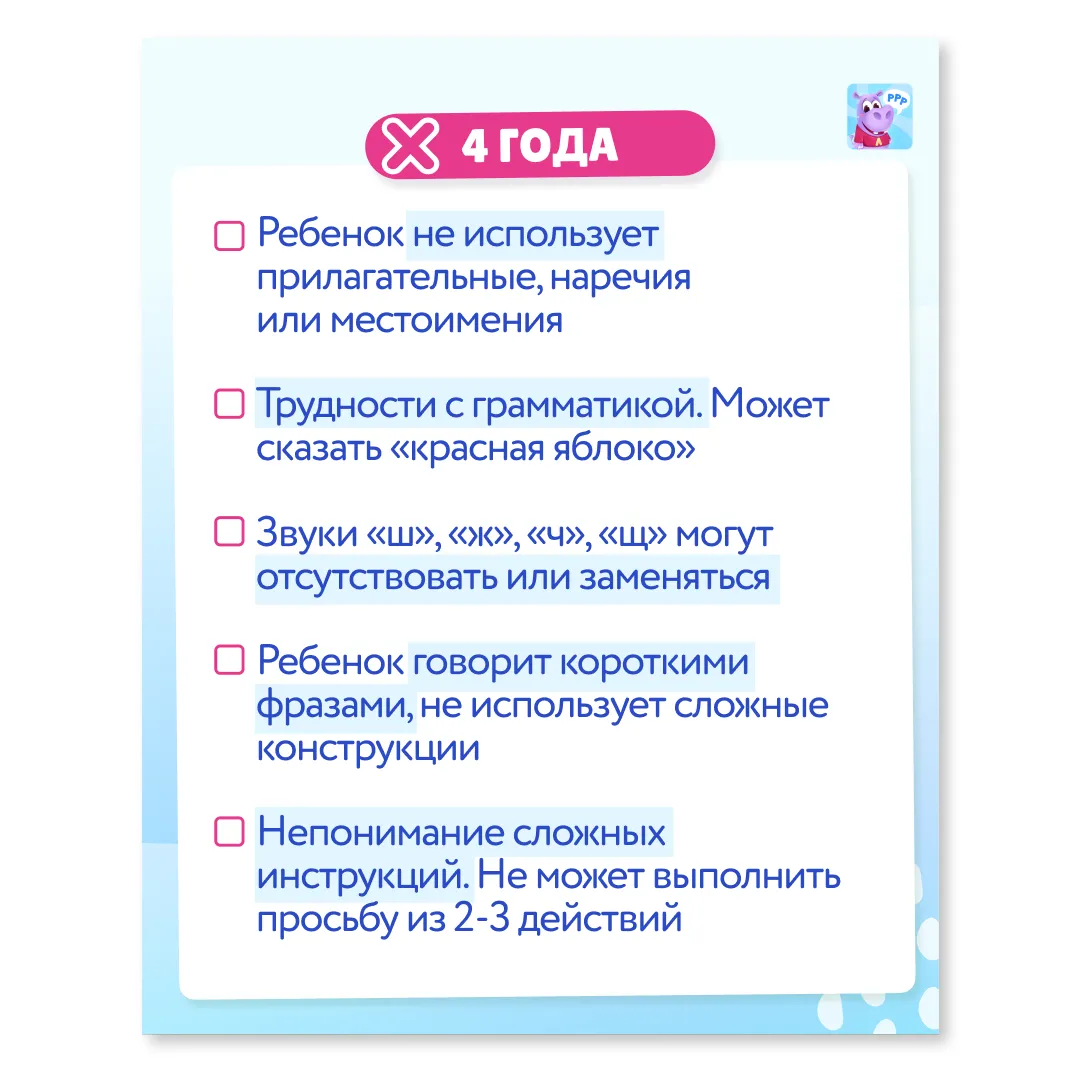 РРР
Л
4 ГОДА
Ребенок не использует
прилагательные, наречия
или местоимения
Трудности с грамматикой. Может
сказать «красная яблоко»
Звуки «ш», «ж», «ч», «щ» могут
отсутствовать или заменяться
Ребенок говорит короткими
фразами, не использует сложные
конструкции
Непонимание сложных
инструкций. Не может выполнить
просьбу из 2-3 действий